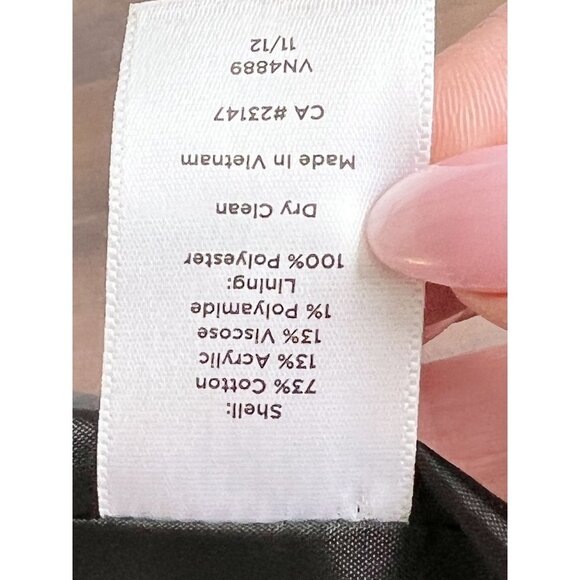 Shell:
73% Cotton
13% Acrylic
13% Viscose
1% Polyamide
Lining:
100% Polyester
Dry Clean
Made In Vietnam
CA #23147
VN4889
11/12